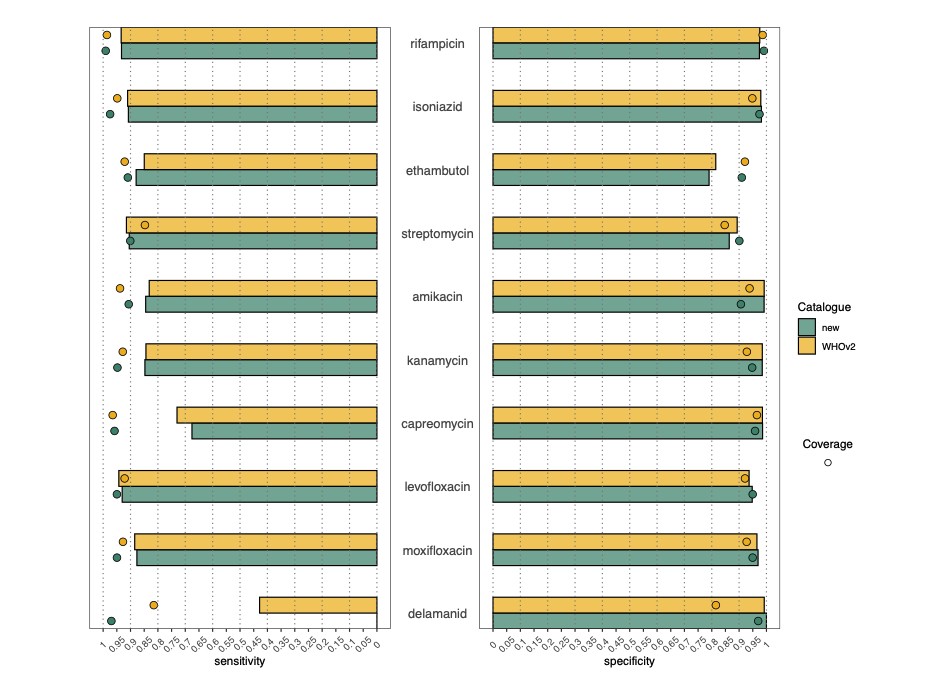 rifampicin
isoniazid
ethambutol
streptomycin
amikacin
kanamycin
capreomycin
levofloxacin
moxifloxacin
delamanid
Catalogue
new
WHOv2
Coverage
1 0.95 0.9 0.85 0.8 0.75 0.7 0.65 0.6 0.55 0.5 0.45 0.4 0.35 0.3 0.25 0.2 0.15 0.1 0.05 0
0 0.05 0.1 0.15 0.2 0.25 0.3 0.35 0.4 0.45 0.5 0.55 0.6 0.65 0.7 0.75 0.8 0.85 0.9 0.95 1
sensitivity
specificity